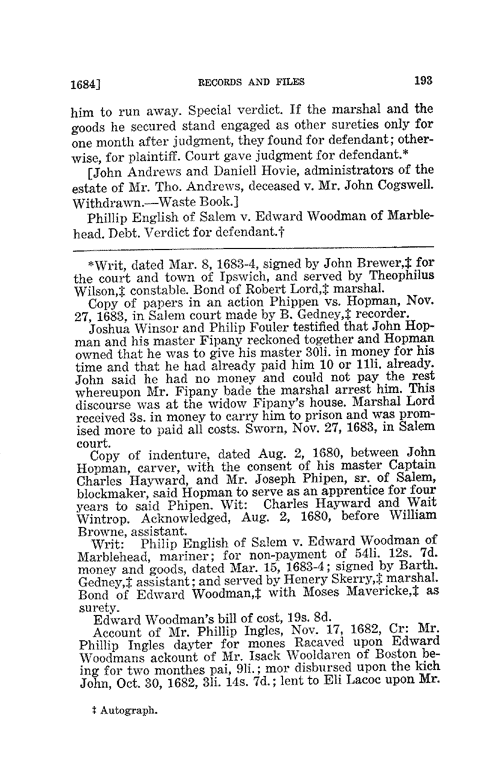 1684] RECORDS AND FILES 193
him to run away. Special verdict. If the marshal and the
goods he secured stand engaged as other sureties only for
one month after judgment, they found for defendant; other-
wise, for plaintiff. Court gave judgment for defendant.*
[John Andrews and Daniell Hovie, administrators of the
estate of Mr. Tho. Andrews, deceased v. Mr. John Cogswell.
Withdrawn.—Waste Book.]
Phillip English of Salem v. Edward Woodman of Marble-
head. Debt. Verdict for defendant.†
*Writ, dated Mar. 8, 1683-4, signed by John Brewer,‡ for
the court and town of Ipswich, and served by Theophilus
Wilson,‡ constable. Bond of Robert Lord,‡ marshal.
Copy of papers in an action Phippen vs. Hopman, Nov.
27, 1683, in Salem court made by B. Gedney,‡ recorder.
Joshua Winsor and Philip Fouler testified that John Hop-
man and his master Fipany reckoned together and Hopman
owned that he was to give his master 30li. in money for his
time and that he had already paid him 10 or 11li. already.
John said he had no money and could not pay the rest
whereupon Mr. Fipany bade the marshal arrest him. This
discourse was at the widow Fipany's house. Marshal Lord
received 3s. in money to carry him to prison and was prom-
ised more to paid all costs. Sworn, Nov. 27, 1683, in Salem
court.
Copy of indenture, dated Aug. 2, 1680, between John
Hopman, carver, with the consent of his master Captain
Charles Hayward, and Mr. Joseph Phipen, sr. of Salem,
blockmaker, said Hopman to serve as an apprentice for four
years to said Phipen. Wit: Charles Hayward and Wait
Wintrop. Acknowledged, Aug. 2, 1680, before William
Browne, assistant.
Writ: Philip English of Salem v. Edward Woodman of
Marblehead, mariner; for non-payment of 54li. 12s. 7d.
money and goods, dated Mar. 15, 1683-4; signed by Barth.
Gedney,‡ assistant; and served by Henery Skerry,‡ marshal.
Bond of Edward Woodman,‡ with Moses Mavericke,‡ as
surety.
Edward Woodman's bill of cost, 19s. 8d.
Account of Mr. Phillip Ingles, Nov. 17, 1682, Cr: Mr.
Phillip Ingles dayter for mones Racaved upon Edward
Woodmans ackount of Mr. Isack Wooldaren of Boston be-
ing for two monthes pai, 9li.; mor disbursed upon the kich
John, Oct. 30, 1682, 3li. 14s. 7d.; lent to Eli Lacoc upon Mr.
‡ Autograph.